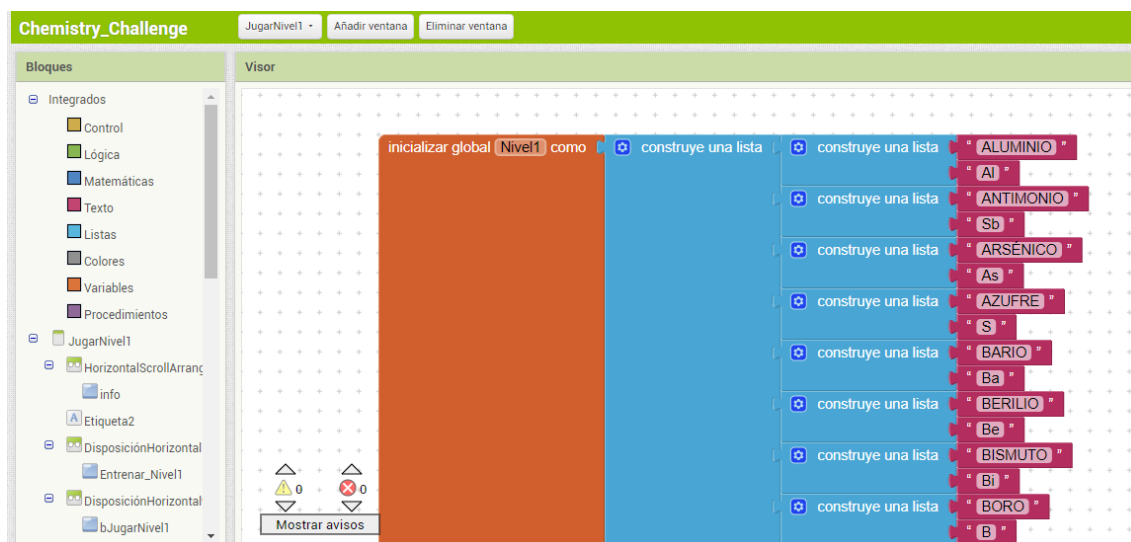 Chemistry_Challenge
JugarNivel1
Añadir ventana
Eliminar ventana
Bloques
Visor
Integrados
Control
Lógica
Matemáticas
Texto
Listas
Colores
Variables
Procedimientos
JugarNivel1
HorizontalScrollArrang
info
A Etiqueta2
DisposiciónHorizontal
Entrenar_Nivel1
DisposiciónHorizontal
bJugarNivel1
inicializar global Nivel1 como construye una lista construye una lista " ALUMINIO "
" Al "
construye una lista " ANTIMONIO "
" Sb "
construye una lista " ARSÉNICO "
" As "
construye una lista " AZUFRE "
" S "
construye una lista " BARIO "
" Ba "
construye una lista " BERILIO "
" Be "
construye una lista " BISMUTO "
" Bi "
construye una lista " BORO "
" B "
0 0
Mostrar avisos